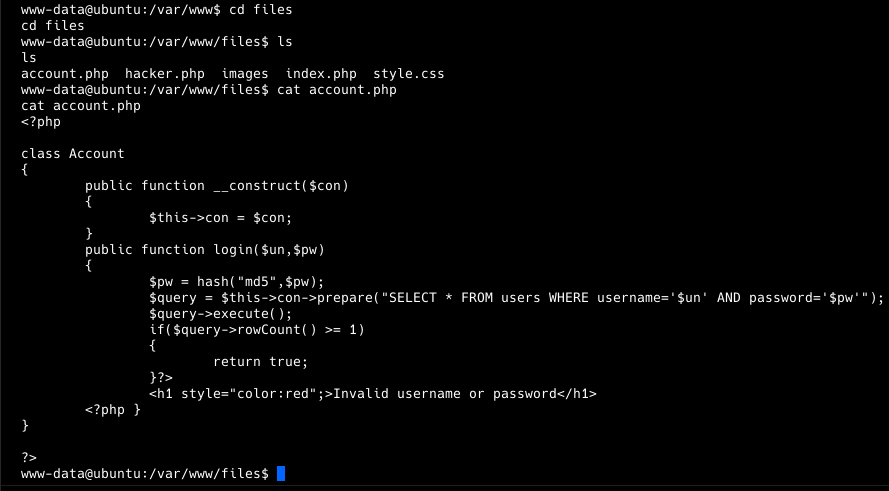 www-data@ubuntu:/var/www$ cd files
cd files
www-data@ubuntu:/var/www/files$ ls
ls
account.php  hacker.php  images  index.php  style.css
www-data@ubuntu:/var/www/files$ cat account.php
cat account.php
<?php

class Account
{
        public function __construct($con)
        {
                $this->con = $con;
        }
        public function login($un,$pw)
        {
                $pw = hash("md5",$pw);
                $query = $this->con->prepare("SELECT * FROM users WHERE username='$un' AND password='$pw'");
                $query->execute();
                if($query->rowCount() >= 1)
                {
                        return true;
                }?>
                <h1 style="color:red";>Invalid username or password</h1>
        <?php }
}

?>
www-data@ubuntu:/var/www/files$